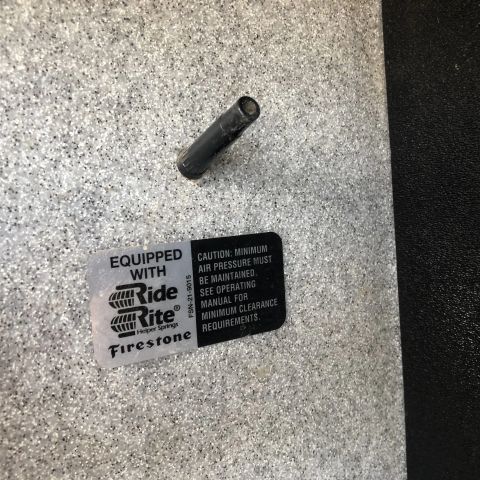 EQUIPPED
WITH
Ride
Rite®
Helper Springs
Firestone
FSN-21-9015
CAUTION: MINIMUM
AIR PRESSURE MUST
BE MAINTAINED.
SEE OPERATING
MANUAL FOR
MINIMUM CLEARANCE
REQUIREMENTS.